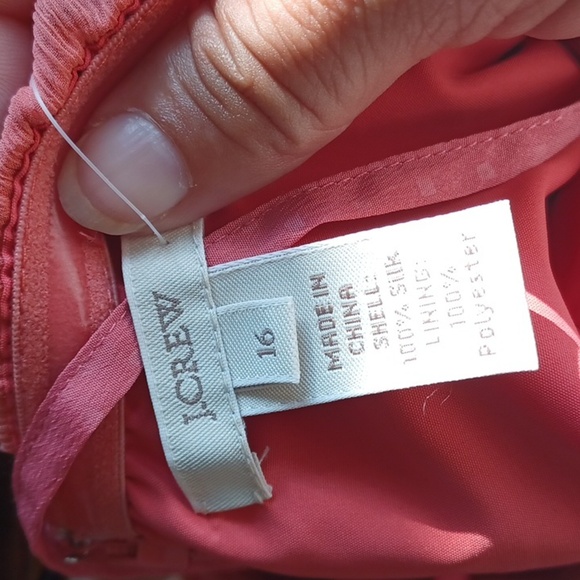 J.CREW
16
MADE IN
CHINA
SHELL:
100% Silk
LINING:
100%
Polyester